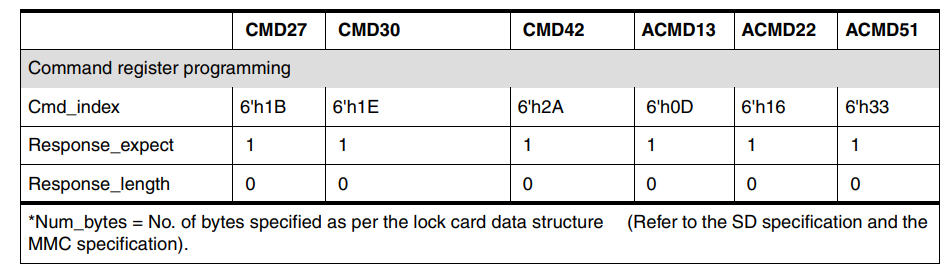 CMD27 CMD30 CMD42 ACMD13 ACMD22 ACMD51
Command register programming
Cmd_index 6'h1B 6'h1E 6'h2A 6'h0D 6'h16 6'h33
Response_expect 1 1 1 1 1 1
Response_length 0 0 0 0 0 0
*Num_bytes = No. of bytes specified as per the lock card data structure (Refer to the SD specification and the
MMC specification).